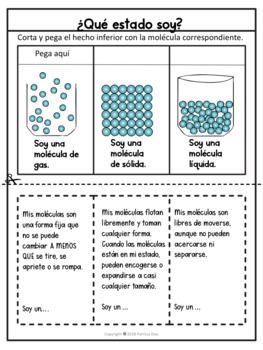 ¿Qué estado soy?
Corta y pega el hecho inferior con la molécula correspondiente.
Pega aquí
Soy una
molécula de
gas.
Soy una
molécula
de sólida.
Soy una
molécula
líquida.
Mis moléculas son
una forma fija que
no se puede
cambiar A MENOS
QUE se tire, se
apriete o se rompa.
Soy un....
Mis moléculas flotan
libremente y toman
cualquier forma.
Cuando las moléculas
están en mi estado,
pueden encogerse o
expandirse a casi
cualquier tamaño.
Soy un ...
Mis moléculas son
libres de moverse,
aunque no pueden
acercarse ni
separarse.
Soy un ...
Copyright © 2018